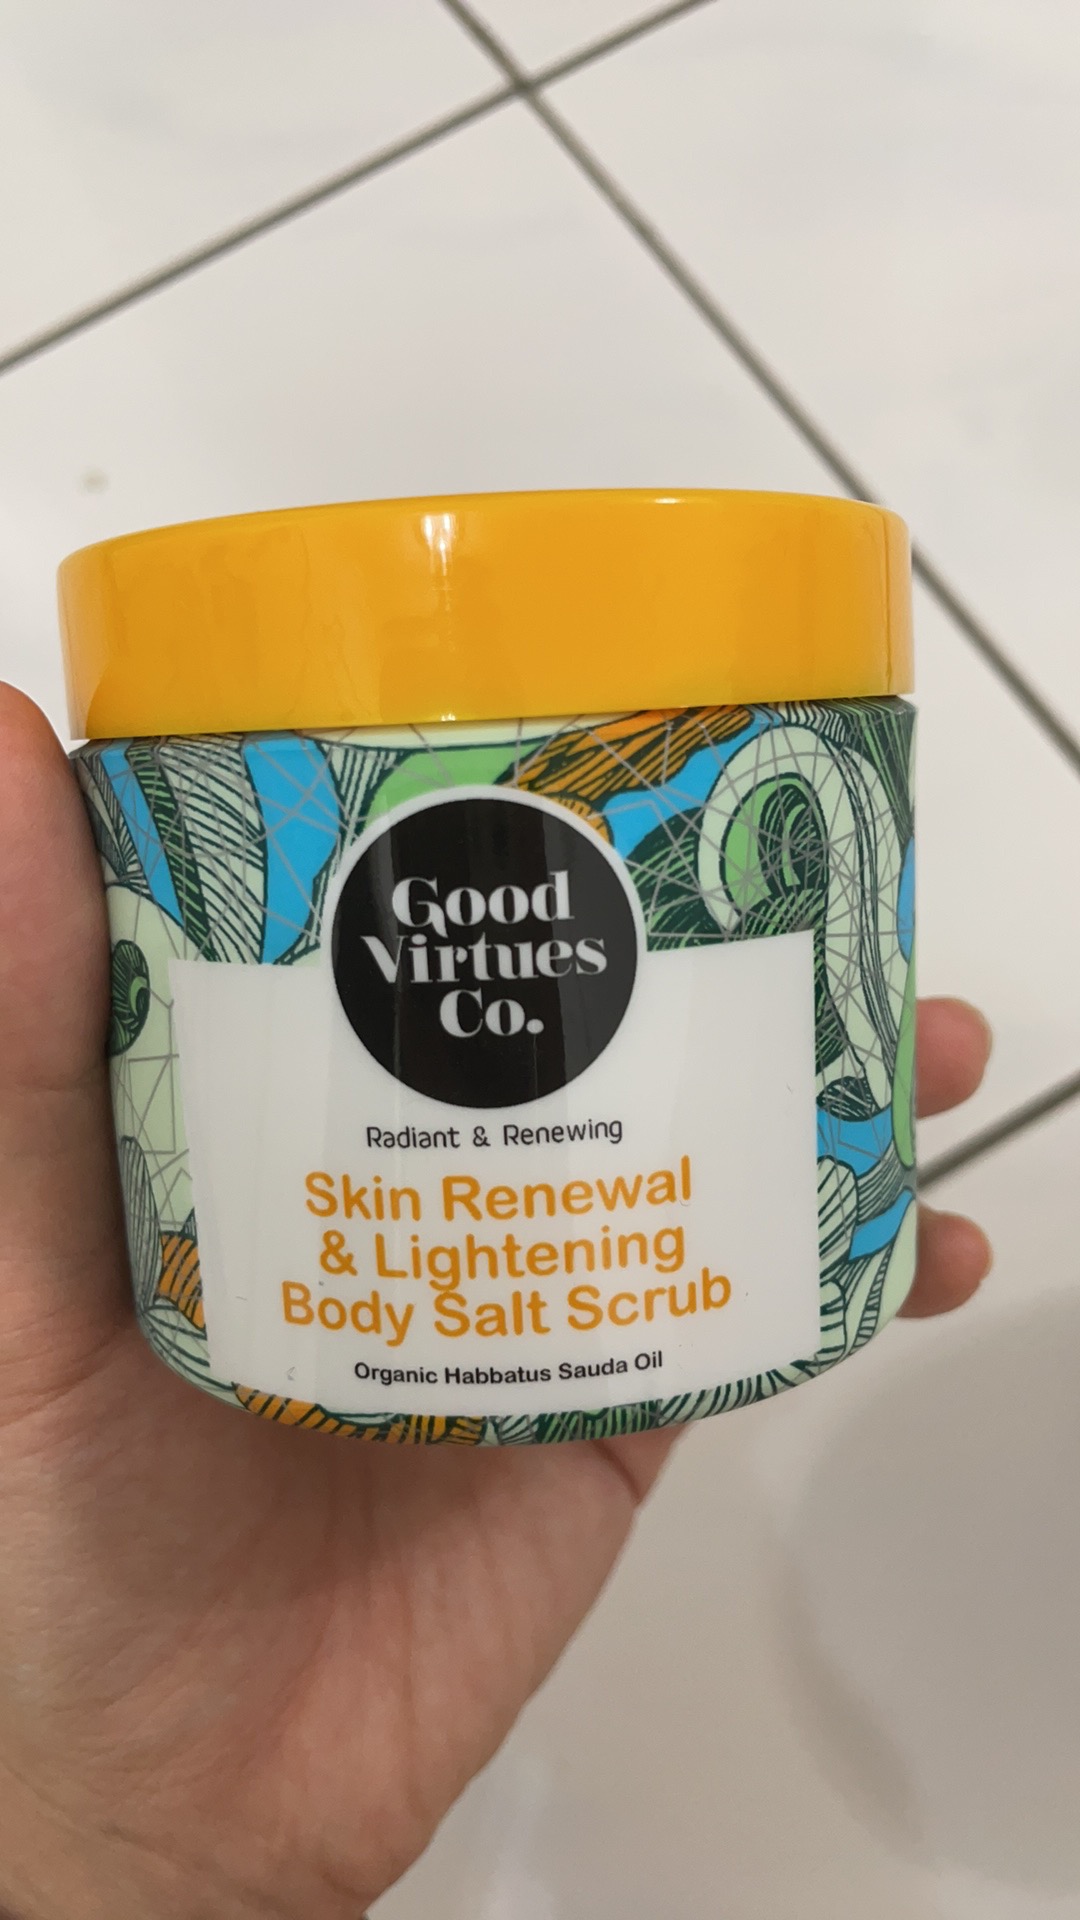 Good
Virtues
Co.
Radiant & Renewing
Skin Renewal
& Lightening
Body Salt Scrub
Organic Habbatus Sauda Oil